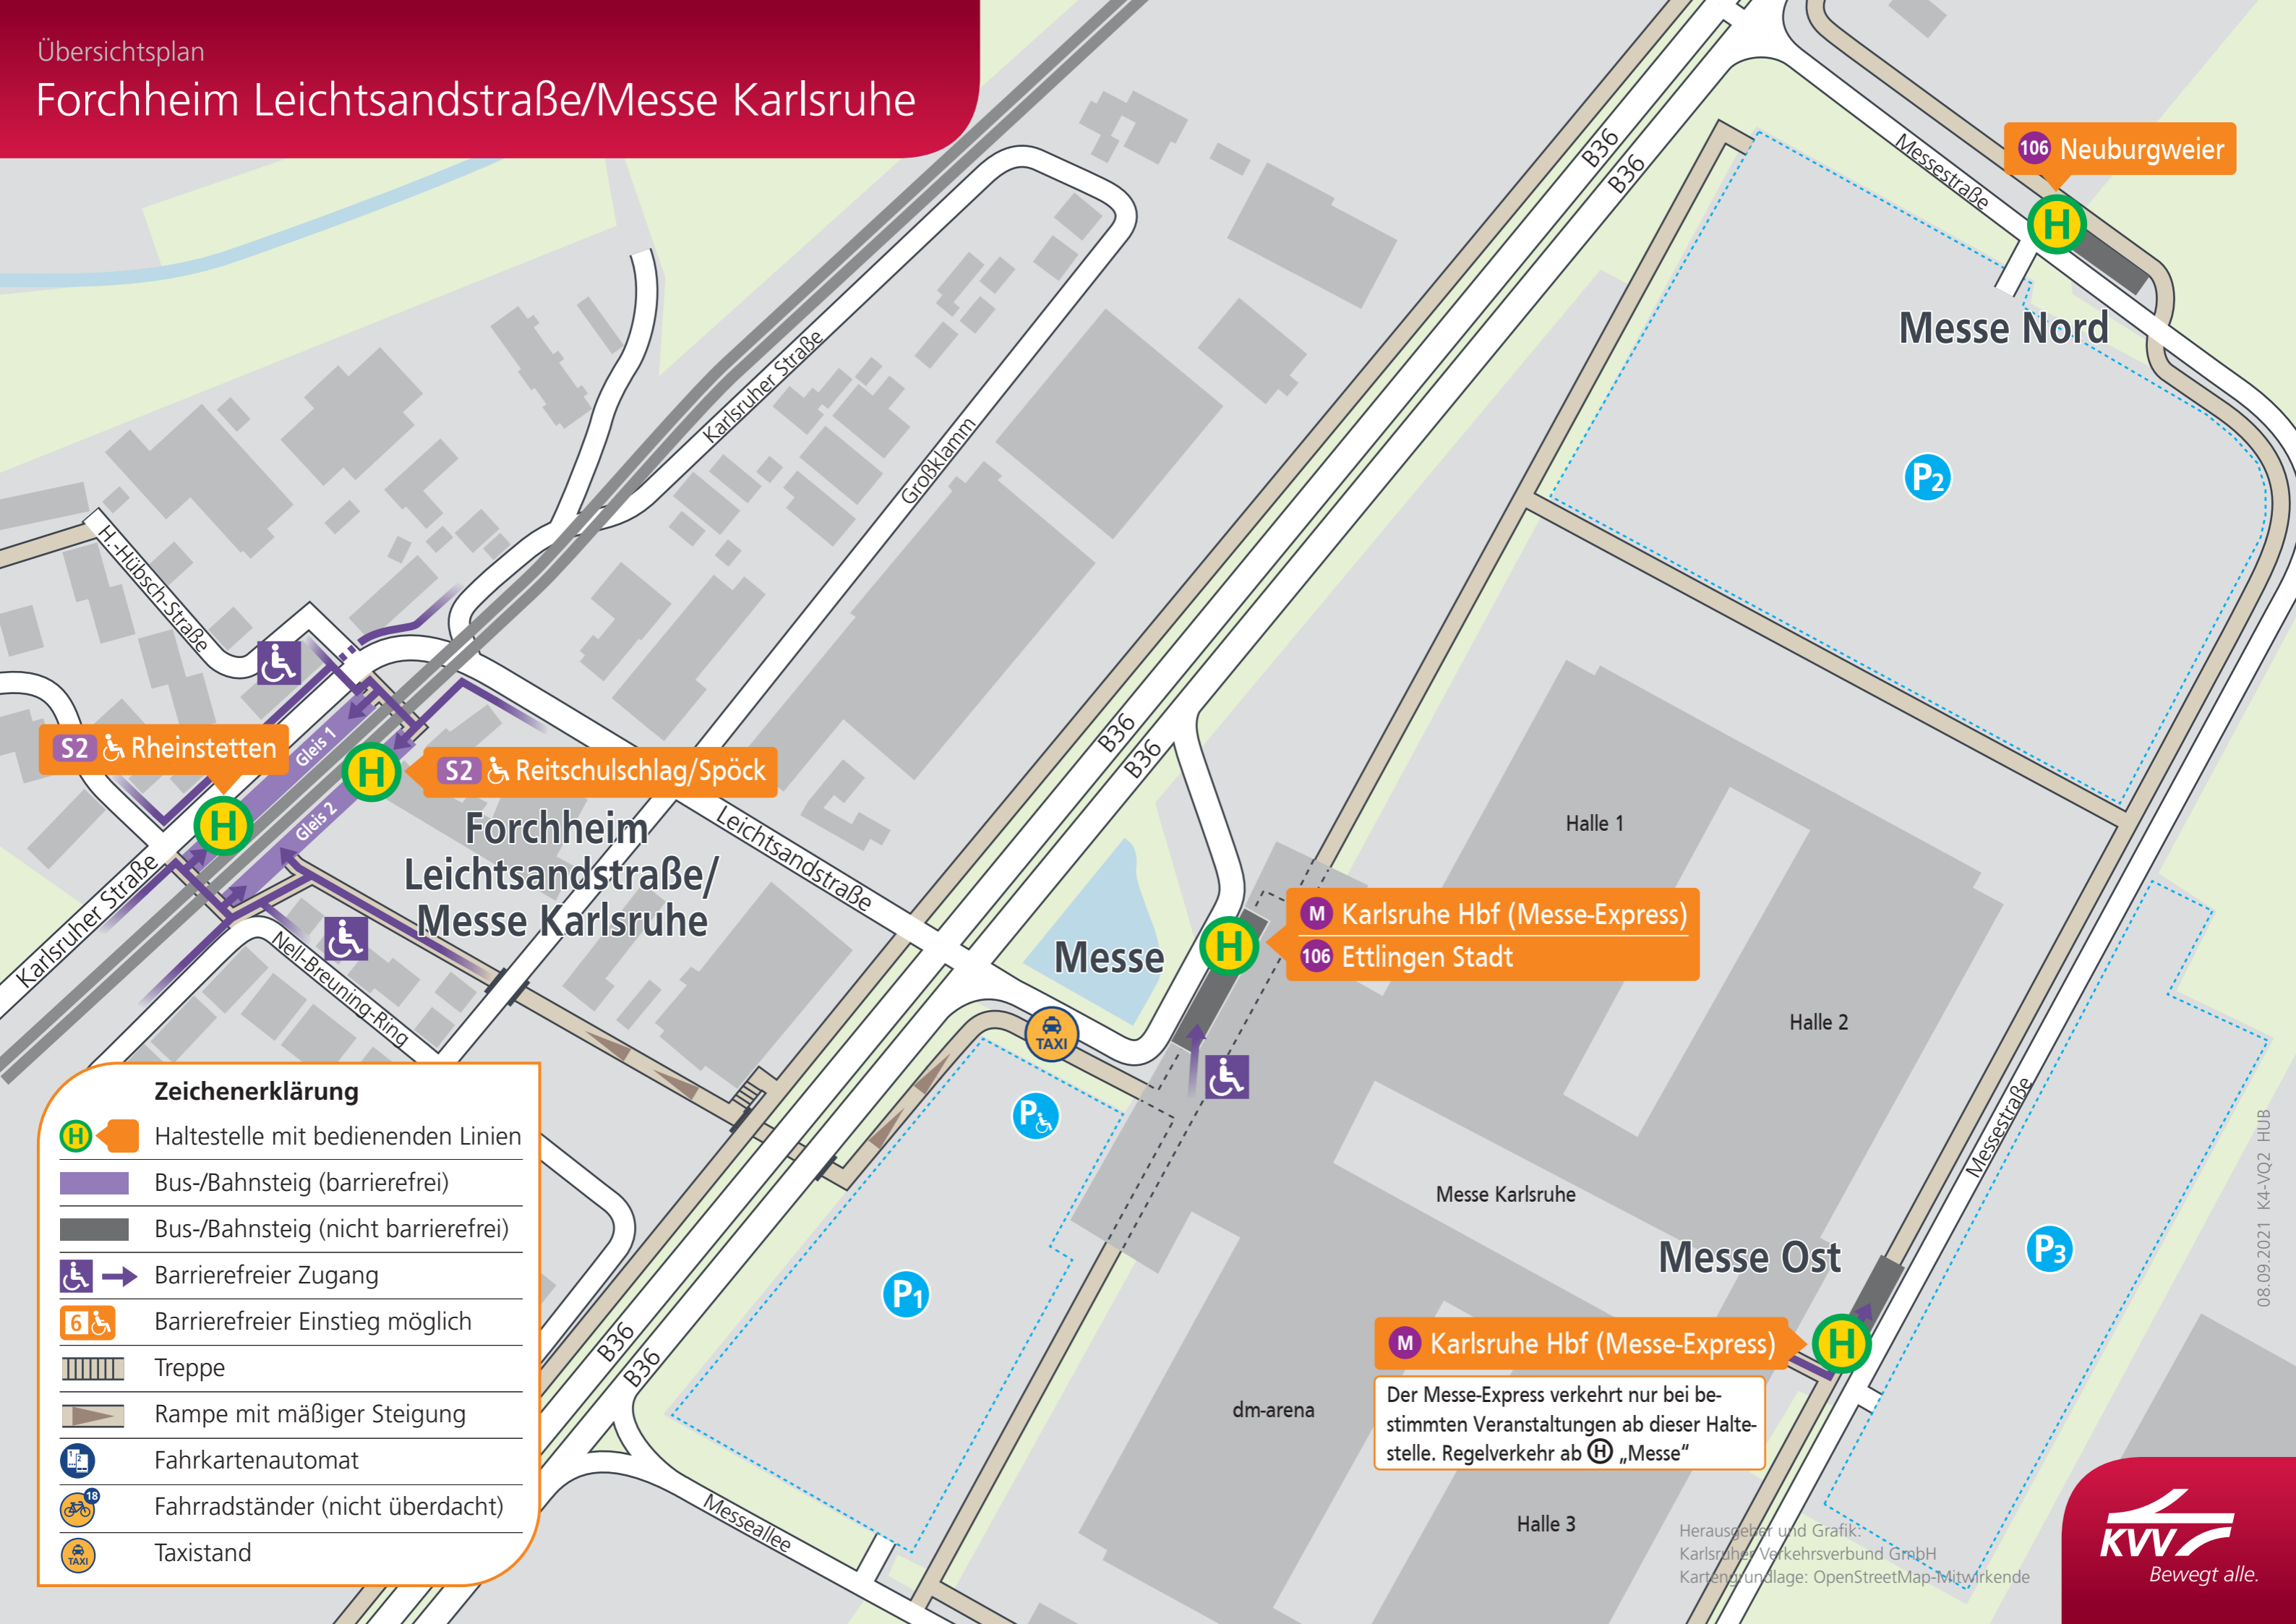 Übersichtsplan
Forchheim Leichtsandstraße/Messe Karlsruhe
B36
B36
Messestraße
106 Neuburgweier
H
Messe Nord
Karlsruher Straße
Großklamm
P2
H.-Hübsch-Straße
S2 Rheinstetten
Gleis 1
H
S2 Reitschulschlag/Spöck
H
Gleis 2
Forchheim
Leichtsandstraße/
Messe Karlsruhe
B36
B36
Leichtsandstraße
Halle 1
Karlsruher Straße
Nell-Breuning-Ring
Messe
H
M Karlsruhe Hbf (Messe-Express)
106 Ettlingen Stadt
Halle 2
TAXI
P
Messestraße
Messe Karlsruhe
P1
Messe Ost
P3
M Karlsruhe Hbf (Messe-Express)
H
Der Messe-Express verkehrt nur bei be-
stimmten Veranstaltungen ab dieser Halte-
stelle. Regelverkehr ab H „Messe“
B36
B36
dm-arena
Messeallee
Halle 3
Zeichenerklärung
H Haltestelle mit bedienenden Linien
Bus-/Bahnsteig (barrierefrei)
Bus-/Bahnsteig (nicht barrierefrei)
Barrierefreier Zugang
6 Barrierefreier Einstieg möglich
Treppe
Rampe mit mäßiger Steigung
Fahrkartenautomat
18 Fahrradständer (nicht überdacht)
TAXI Taxistand
Herausgeber und Grafik:
Karlsruher Verkehrsverbund GmbH
Kartengrundlage: OpenStreetMap-Mitwirkende
08.09.2021 K4-VQ2 HUB
KVV
Bewegt alle.